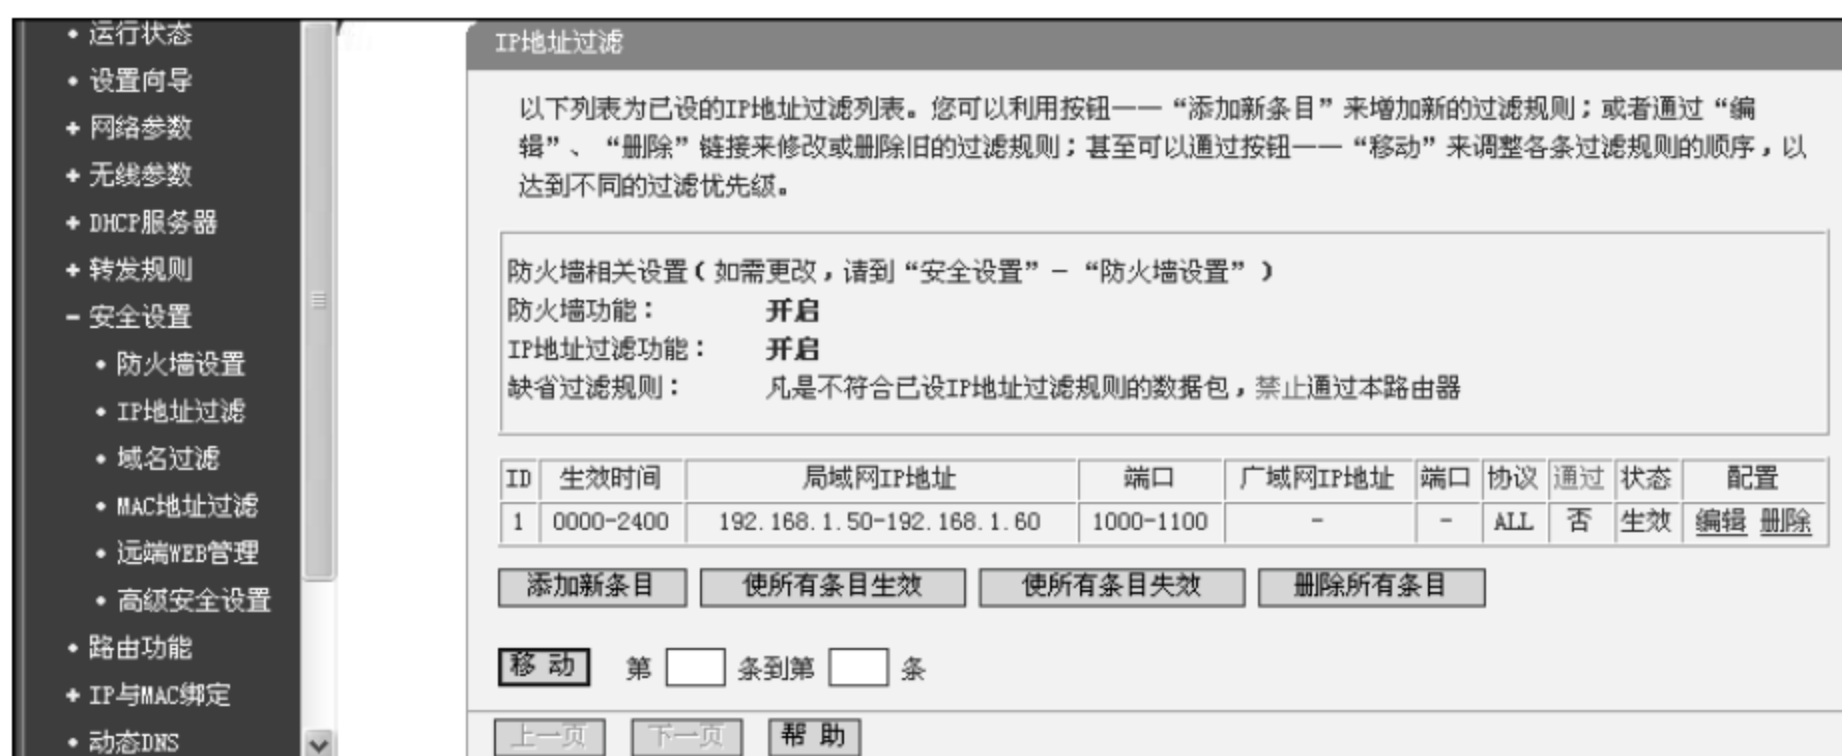 • 运行状态
• 设置向导
+ 网络参数
+ 无线参数
+ DHCP服务器
+ 转发规则
- 安全设置
• 防火墙设置
• IP地址过滤
• 域名过滤
• MAC地址过滤
• 远端WEB管理
• 高级安全设置
• 路由功能
+ IP与MAC绑定
• 动态DNS
IP地址过滤
以下列表为已设的IP地址过滤列表。您可以利用按钮——“添加新条目”来增加新的过滤规则；或者通过“编
辑”、“删除”链接来修改或删除旧的过滤规则；甚至可以通过按钮——“移动”来调整各条过滤规则的顺序，以
达到不同的过滤优先级。
防火墙相关设置（如需更改，请到“安全设置”－“防火墙设置”）
防火墙功能： 开启
IP地址过滤功能： 开启
缺省过滤规则： 凡是不符合已设IP地址过滤规则的数据包，禁止通过本路由器
ID 生效时间 局域网IP地址 端口 广域网IP地址 端口 协议 通过 状态 配置
1 0000-2400 192.168.1.50-192.168.1.60 1000-1100 - - ALL 否 生效 编辑 删除
添加新条目 使所有条目生效 使所有条目失效 删除所有条目
移 动 第 条到第 条
上一页 下一页 帮 助